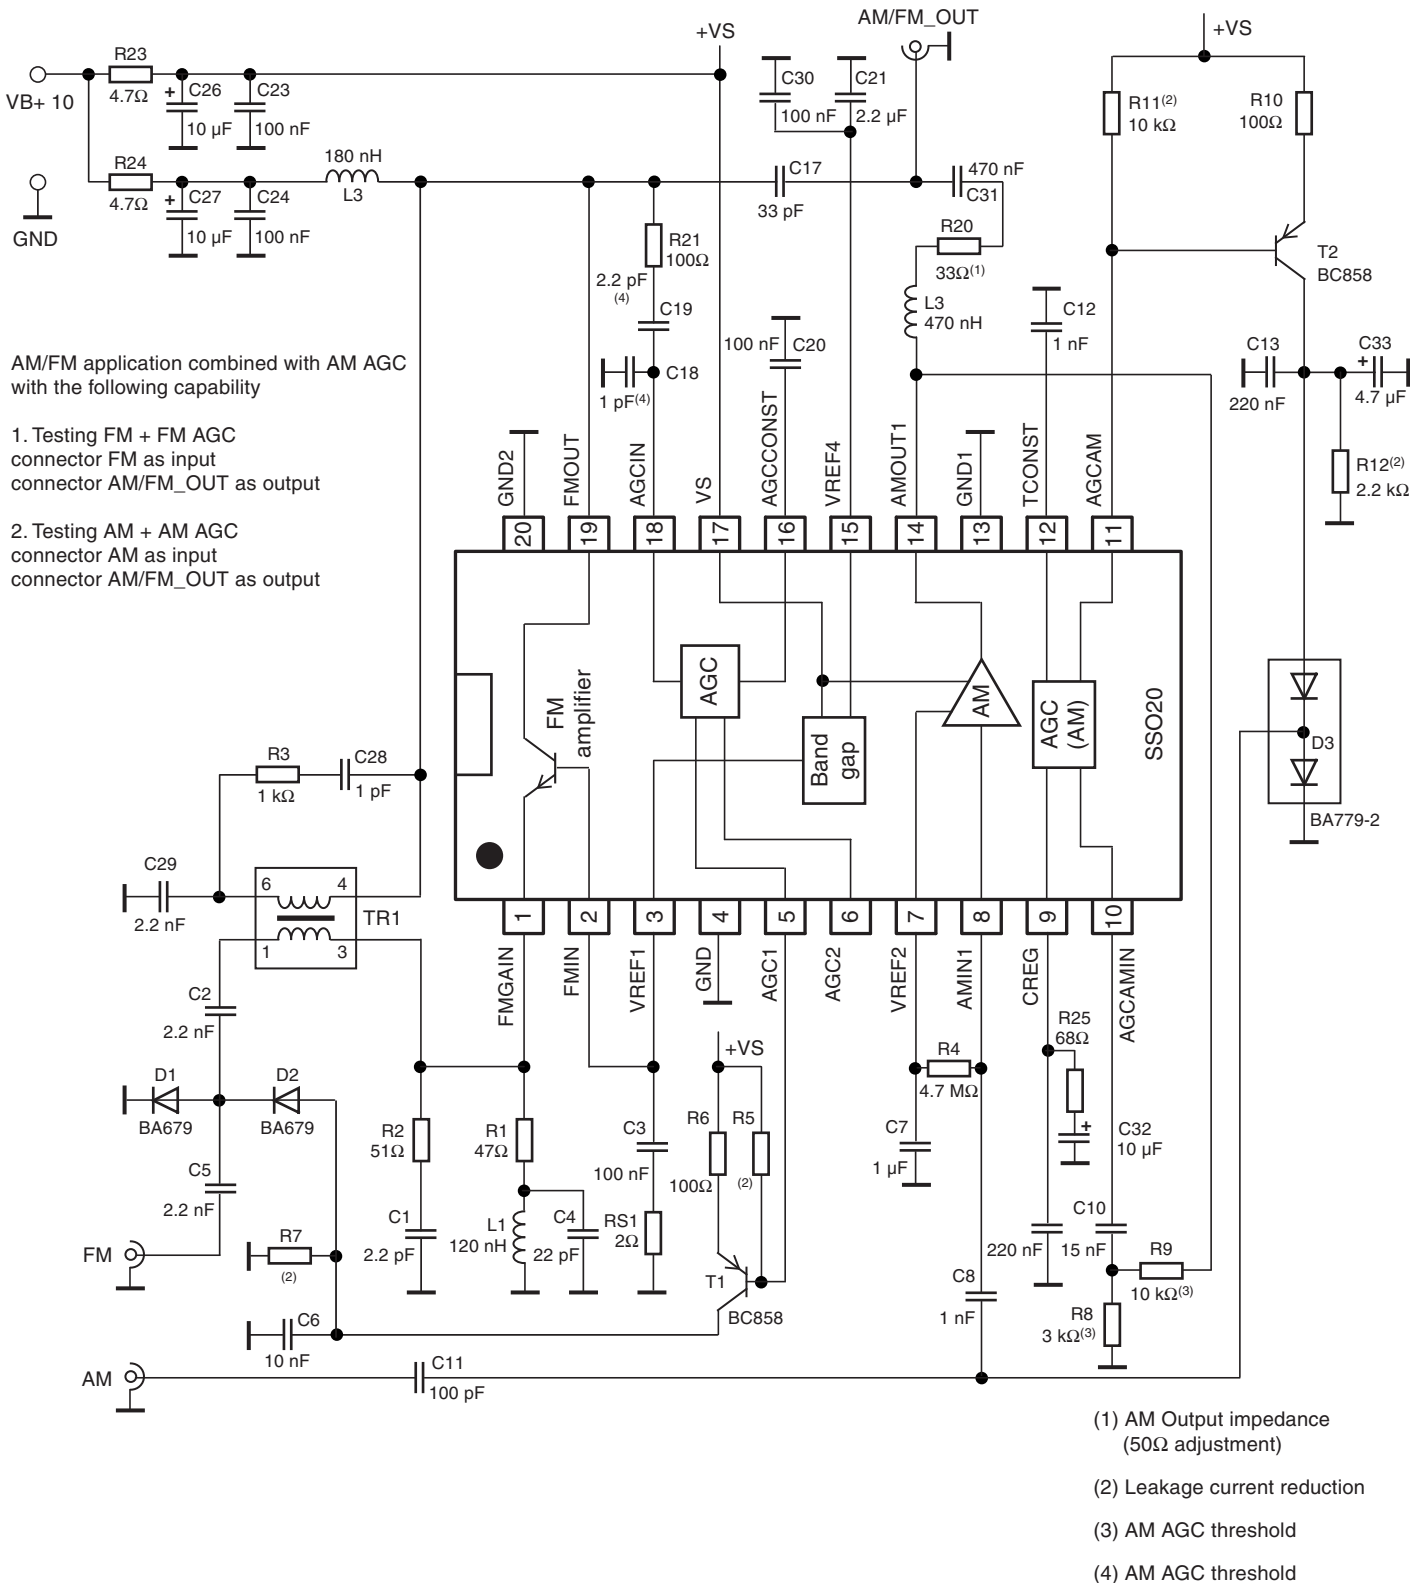 AM/FM_OUT
+VS
+VS
R23
4.7Ω
VB+ 10
+
C26
10 µF
C23
100 nF
C30
100 nF
C21
2.2 µF
R11(2)
10 kΩ
R10
100Ω
R24
4.7Ω
180 nH
L3
+
C27
10 µF
C24
100 nF
GND
C17
33 pF
470 nF
C31
R20
33Ω(1)
R21
100Ω
2.2 pF
(4)
C19
L3
470 nH
T2
BC858
C12
1 nF
100 nF
C20
C18
1 pF(4)
C13
220 nF
C33
+
4.7 µF
R12(2)
2.2 kΩ
AM/FM application combined with AM AGC
with the following capability
1. Testing FM + FM AGC
connector FM as input
connector AM/FM_OUT as output
2. Testing AM + AM AGC
connector AM as input
connector AM/FM_OUT as output
GND2
FMOUT
AGCIN
VS
AGCCONST
VREF4
AMOUT1
GND1
TCONST
AGCAM
20
19
18
17
16
15
14
13
12
11
FM
amplifier
AGC
Band
gap
AM
AGC
(AM)
SSO20
D3
BA779-2
R3
1 kΩ
C28
1 pF
C29
2.2 nF
6
4
1
3
TR1
1
2
3
4
5
6
7
8
9
10
FMGAIN
FMIN
VREF1
GND
AGC1
AGC2
VREF2
AMIN1
CREG
AGCAMIN
C2
2.2 nF
D1
BA679
D2
BA679
C5
2.2 nF
R2
51Ω
R1
47Ω
C3
100 nF
+VS
R6
100Ω
R5
(2)
R4
4.7 MΩ
C7
1 µF
R25
68Ω
+
C32
10 µF
C1
2.2 pF
L1
120 nH
C4
22 pF
RS1
2Ω
T1
BC858
220 nF
C10
15 nF
R9
10 kΩ(3)
R8
3 kΩ(3)
C8
1 nF
FM
R7
(2)
C6
10 nF
AM
C11
100 pF
(1) AM Output impedance
(50Ω adjustment)
(2) Leakage current reduction
(3) AM AGC threshold
(4) AM AGC threshold